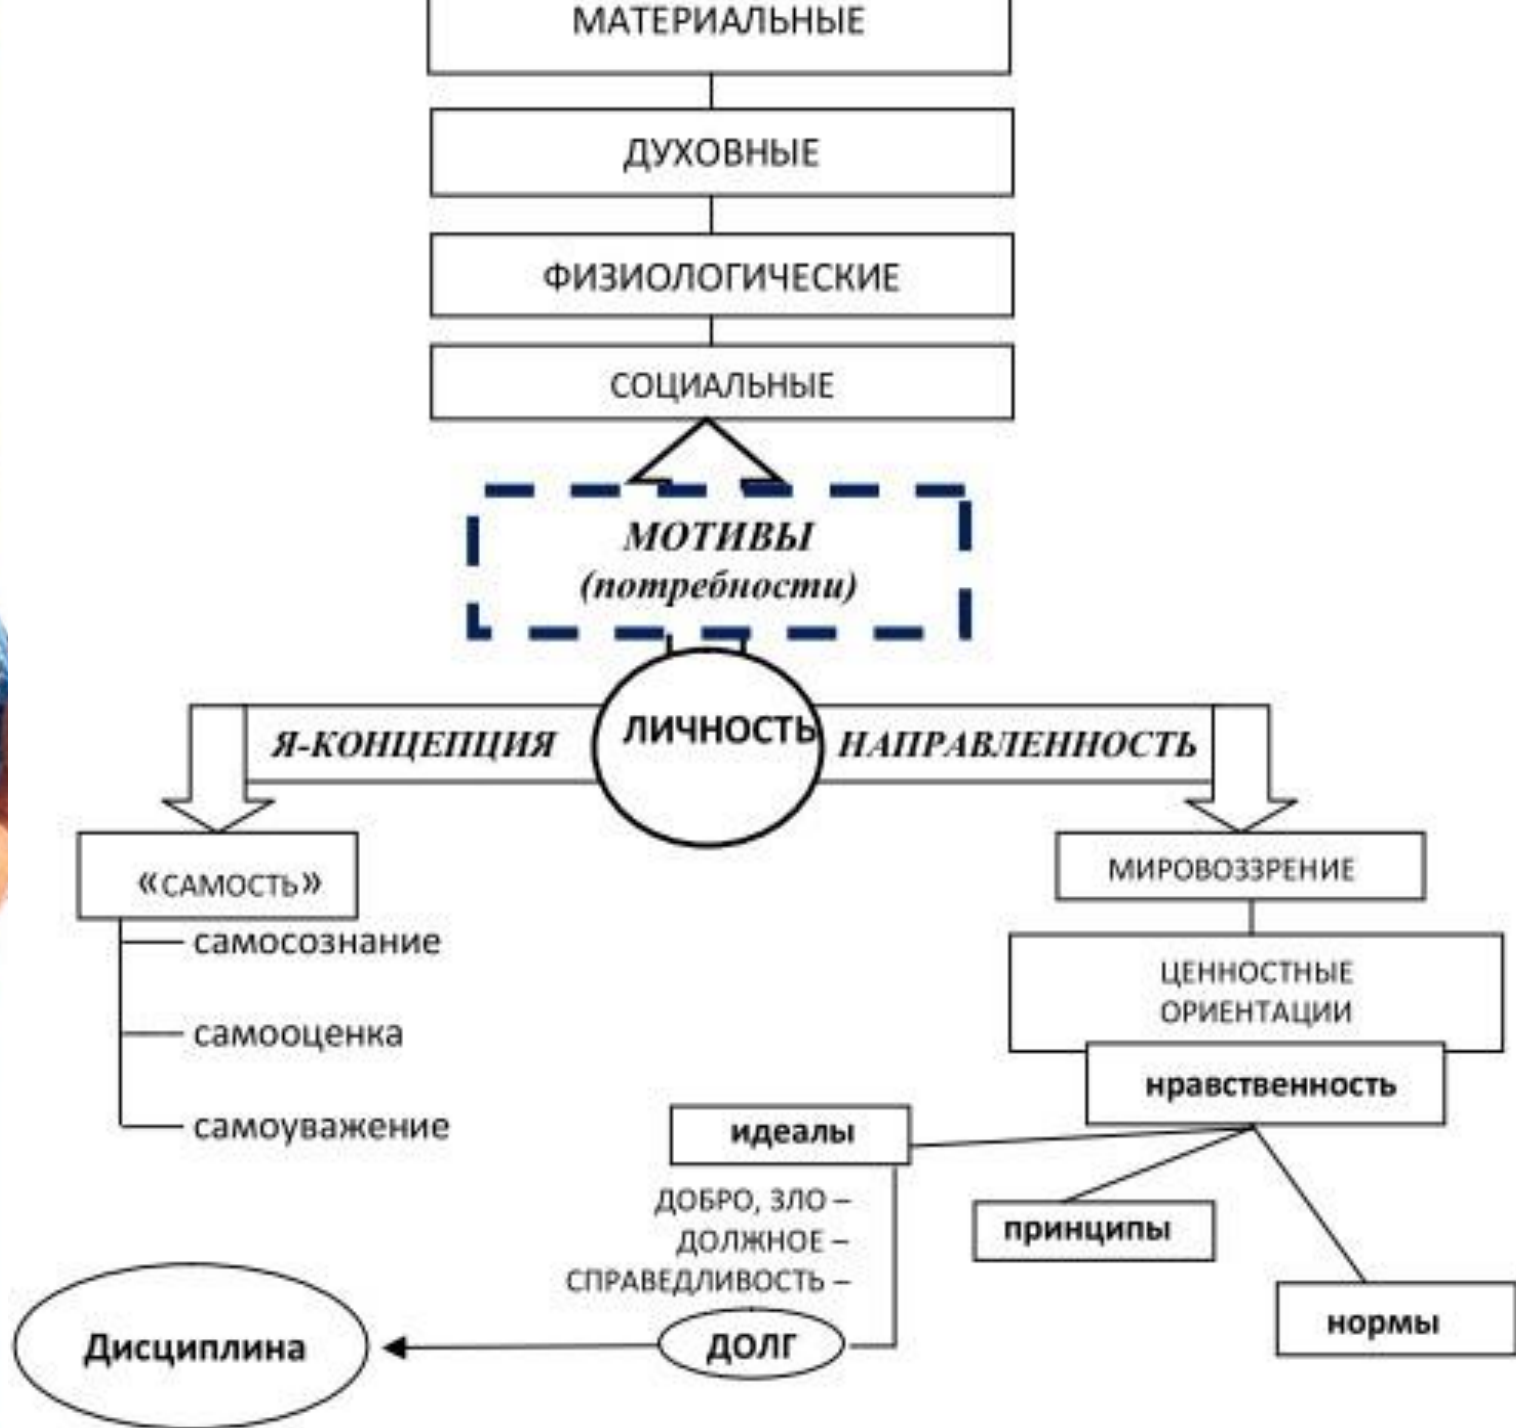 МАТЕРИАЛЬНЫЕ
ДУХОВНЫЕ
ФИЗИОЛОГИЧЕСКИЕ
СОЦИАЛЬНЫЕ
МОТИВЫ
(потребности)
Я-КОНЦЕПЦИЯ
ЛИЧНОСТЬ
НАПРАВЛЕННОСТЬ
«САМОСТЬ»
самосознание
самооценка
самоуважение
МИРОВОЗЗРЕНИЕ
ЦЕННОСТНЫЕ
ОРИЕНТАЦИИ
нравственность
идеалы
ДОБРО, ЗЛО –
ДОЛЖНОЕ –
СПРАВЕДЛИВОСТЬ –
принципы
нормы
ДОЛГ
Дисциплина